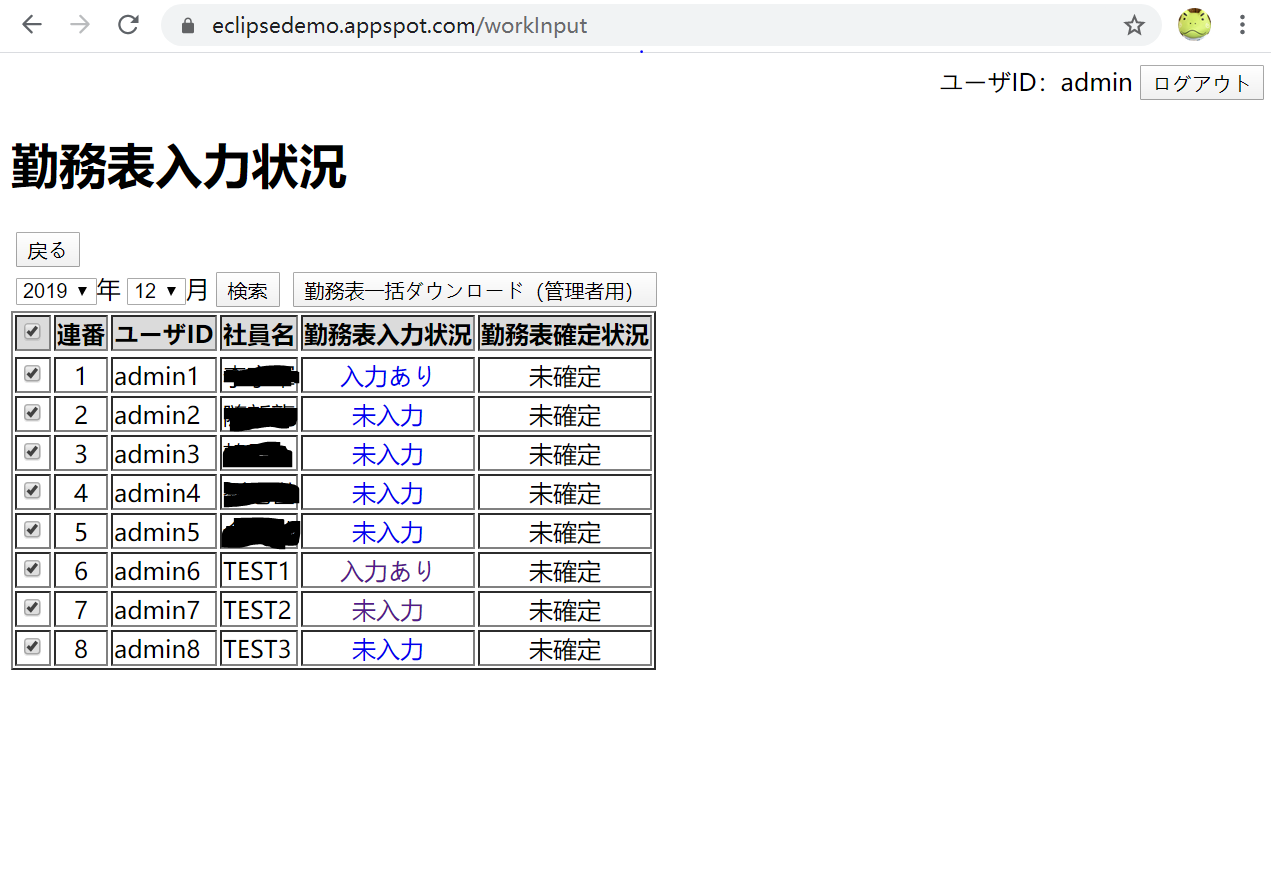 eclipsedemo.appspot.com/workInput
ユーザID：admin ログアウト
勤務表入力状況
戻る
2019 年 12 月 検索 勤務表一括ダウンロード（管理者用）
連番 ユーザID 社員名 勤務表入力状況 勤務表確定状況
1 admin1 入力あり 未確定
2 admin2 未入力 未確定
3 admin3 未入力 未確定
4 admin4 未入力 未確定
5 admin5 未入力 未確定
6 admin6 TEST1 入力あり 未確定
7 admin7 TEST2 未入力 未確定
8 admin8 TEST3 未入力 未確定